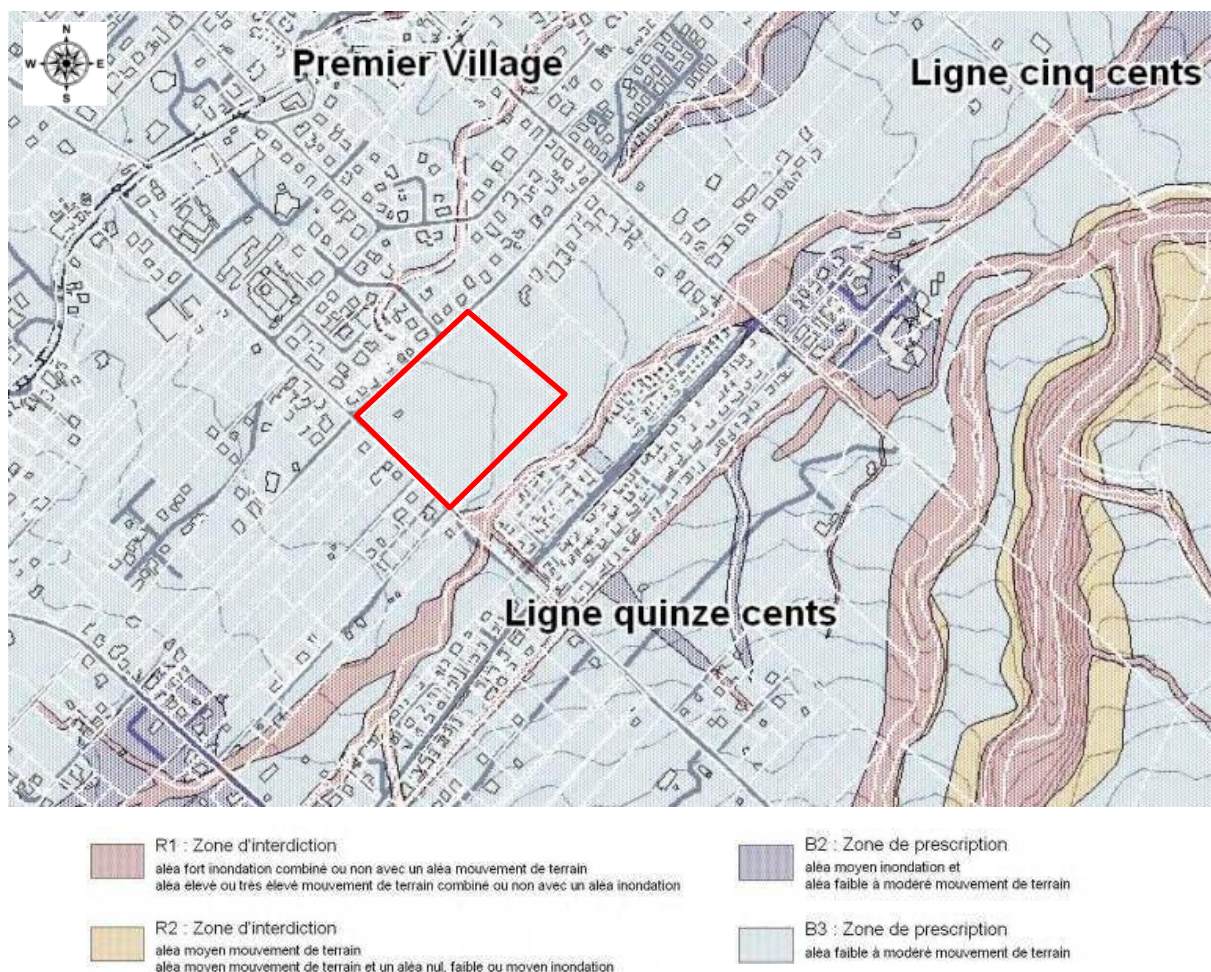 N
W E
S
Premier Village
Ligne cinq cents
Ligne quinze cents
R1 : Zone d'interdiction
aléa fort inondation combiné ou non avec un aléa mouvement de terrain
aléa élevé ou très élevé mouvement de terrain combiné ou non avec un aléa inondation
R2 : Zone d'interdiction
aléa moyen mouvement de terrain
aléa moyen mouvement de terrain et un aléa nul, faible ou moyen inondation
B2 : Zone de prescription
aléa moyen inondation et
aléa faible à modéré mouvement de terrain
B3 : Zone de prescription
aléa faible à modéré mouvement de terrain